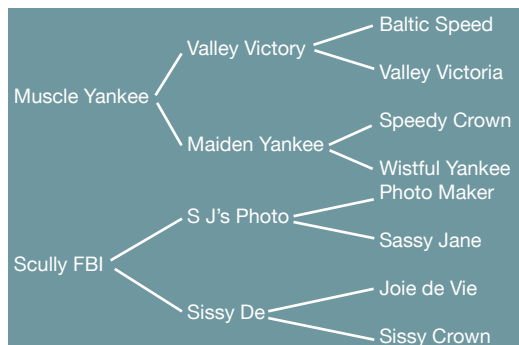 Baltic Speed
Valley Victory
Valley Victoria
Muscle Yankee
Speedy Crown
Maiden Yankee
Wistful Yankee
Photo Maker
S J's Photo
Sassy Jane
Scully FBI
Joie de Vie
Sissy De
Sissy Crown